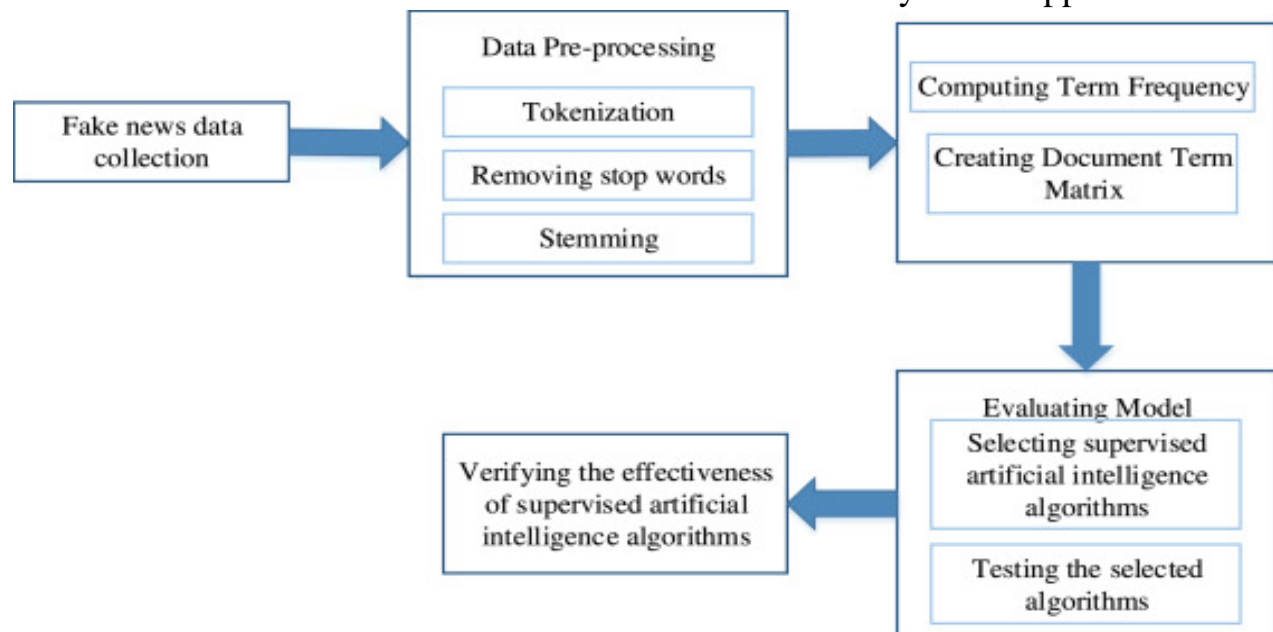 Data Pre-processing
Tokenization
Removing stop words
Stemming
Fake news data
collection
Computing Term Frequency
Creating Document Term
Matrix
Evaluating Model
Selecting supervised
artificial intelligence
algorithms
Testing the selected
algorithms
Verifying the effectiveness
of supervised artificial
intelligence algorithms